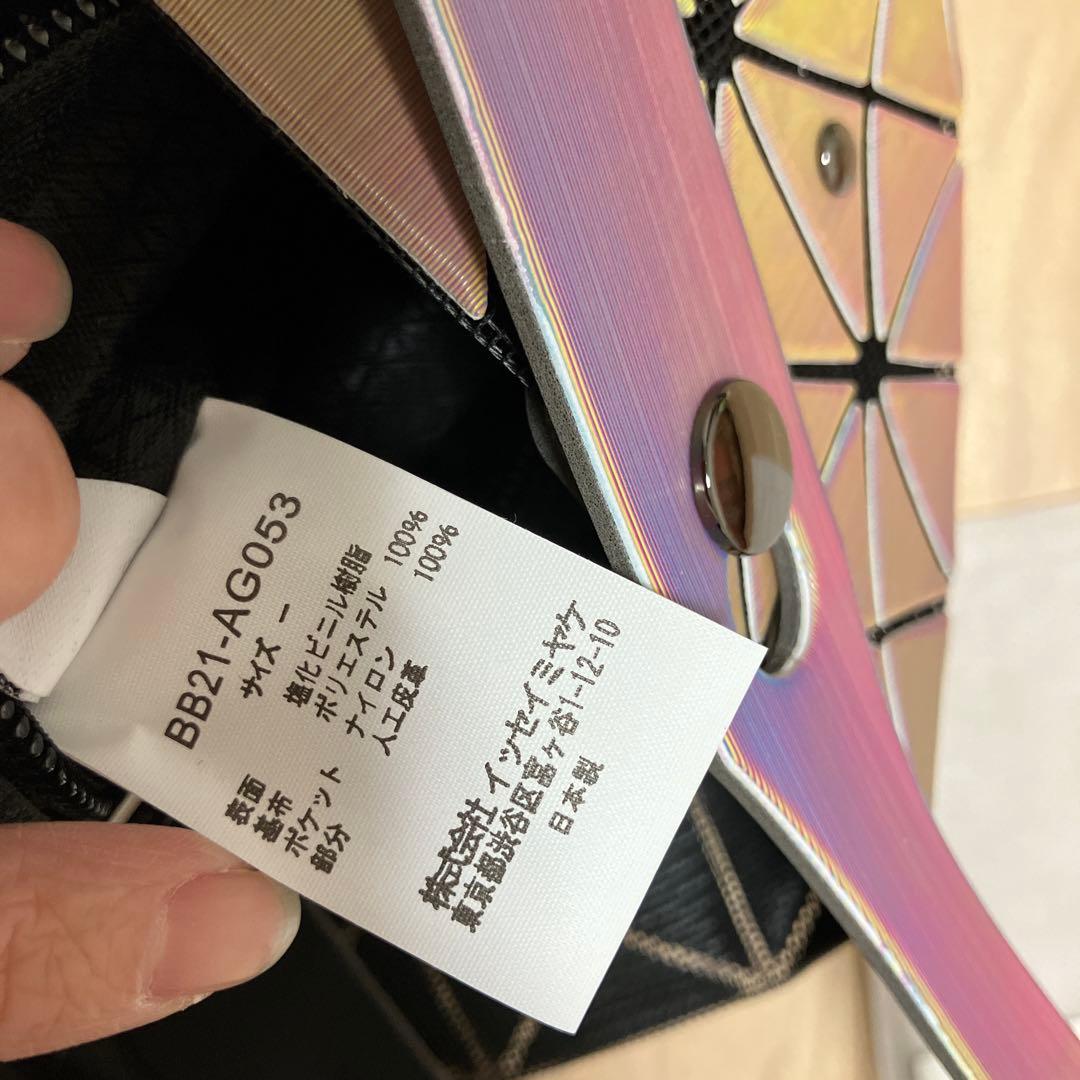 BB21-AG053
サイズ ー
表面 塩化ビニル樹脂
基布 ポリエステル 100%
ポケット ナイロン 100%
部分 人工皮革
株式会社 イッセイミヤケ
東京都渋谷区富ヶ谷1-12-10
日本製